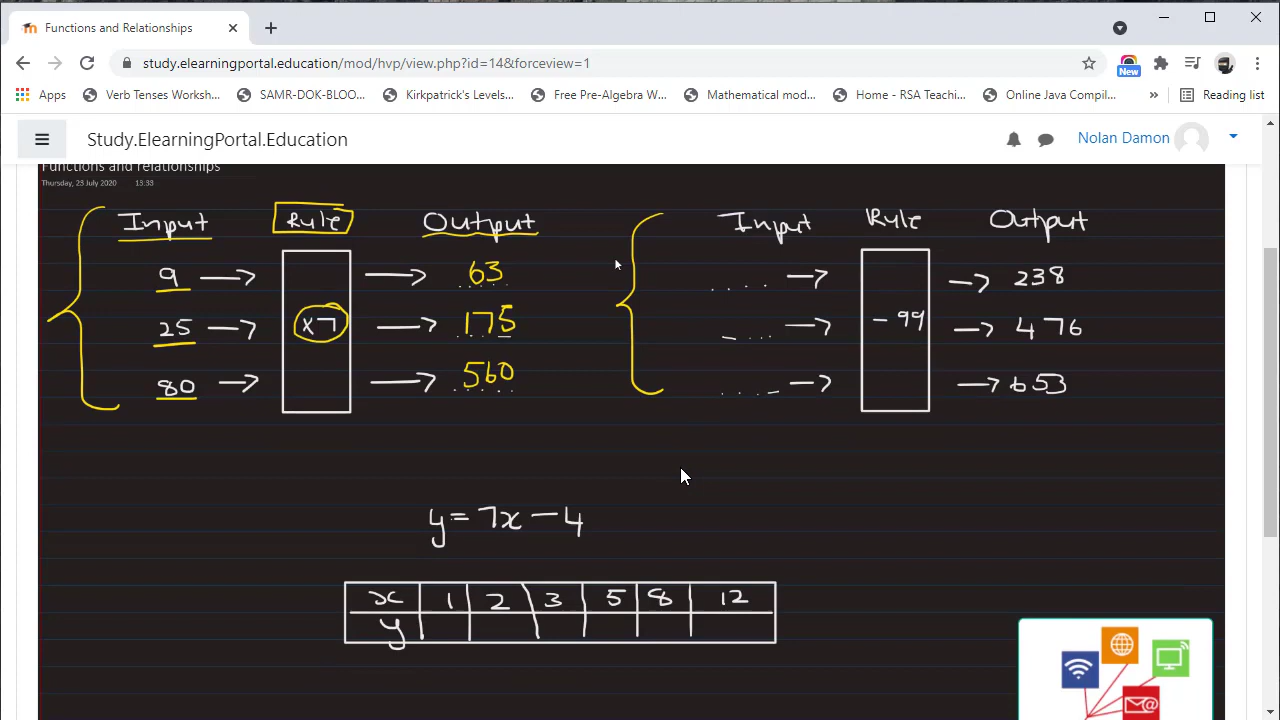 Functions and Relationships
study.elearningportal.education/mod/hvp/view.php?id=14&forceview=1
New
Apps
Verb Tenses Worksh...
SAMR-DOK-BLOO...
Kirkpatrick's Levels...
Free Pre-Algebra W...
Mathematical mod...
Home - RSA Teachi...
Online Java Compil...
»
Reading list
Study.ElearningPortal.Education
Nolan Damon
Functions and relationships
Thursday, 23 July 2020 13:33
Input Rule Output
9 → → 63
25 → ×7 → 175
80 → → 560
Input Rule Output
.... → → 238
.... → - 99 → 476
.... → → 653
y = 7x - 4
x 1 2 3 5 8 12
y